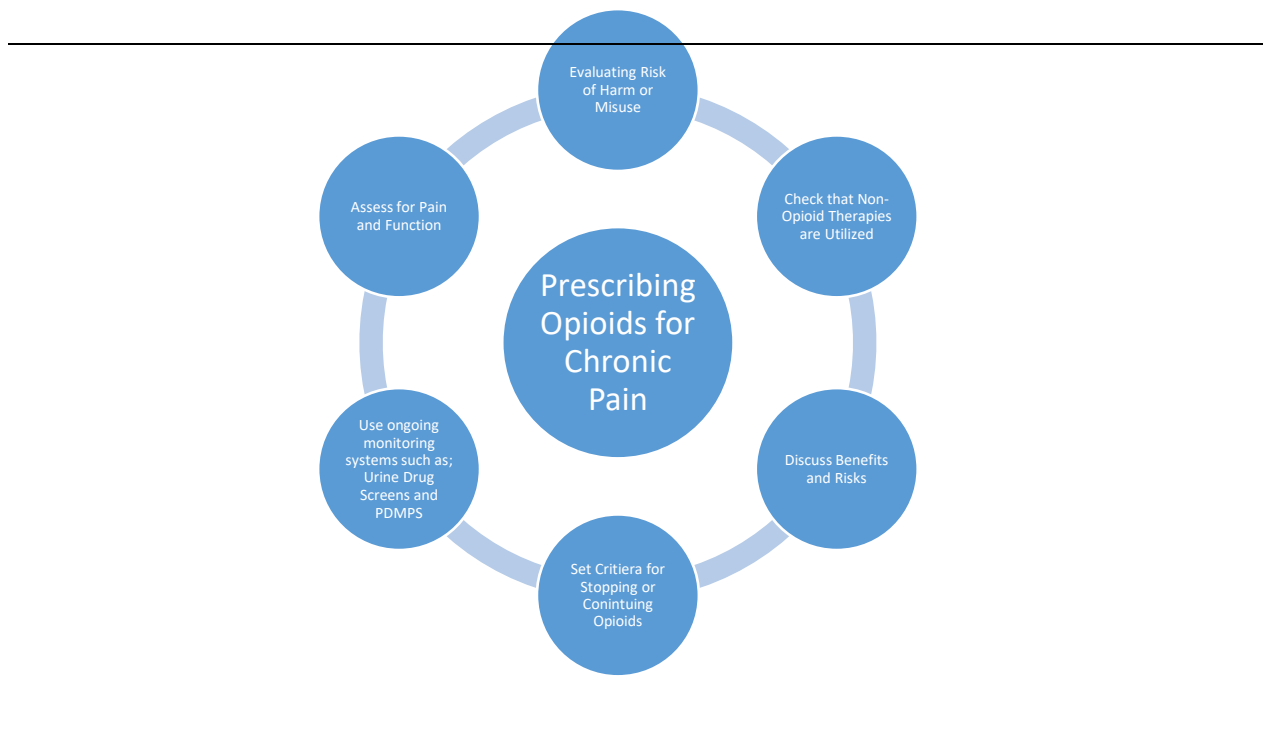 Evaluating Risk
of Harm or
Misuse
Check that Non-
Opioid Therapies
are Utilized
Discuss Benefits
and Risks
Set Critiera for
Stopping or
Conintuing
Opioids
Use ongoing
monitoring
systems such as;
Urine Drug
Screens and
PDMPS
Assess for Pain
and Function
Prescribing
Opioids for
Chronic
Pain